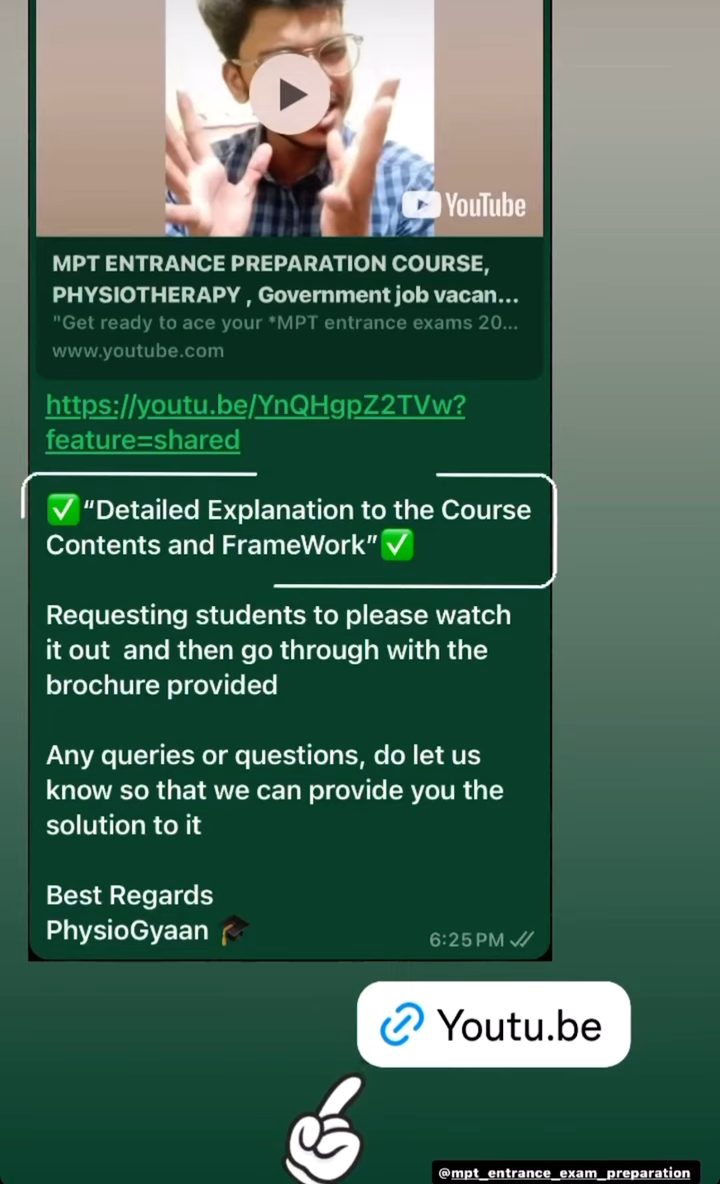 YouTube
MPT ENTRANCE PREPARATION COURSE,
PHYSIOTHERAPY , Government job vacan...
"Get ready to ace your *MPT entrance exams 20...
www.youtube.com
https://youtu.be/YnQHgpZ2TVw?
feature=shared
✅“Detailed Explanation to the Course
Contents and FrameWork”✅
Requesting students to please watch
it out and then go through with the
brochure provided
Any queries or questions, do let us
know so that we can provide you the
solution to it
Best Regards
PhysioGyaan 🎓
6:25 PM
Youtu.be
@mpt_entrance_exam_preparation